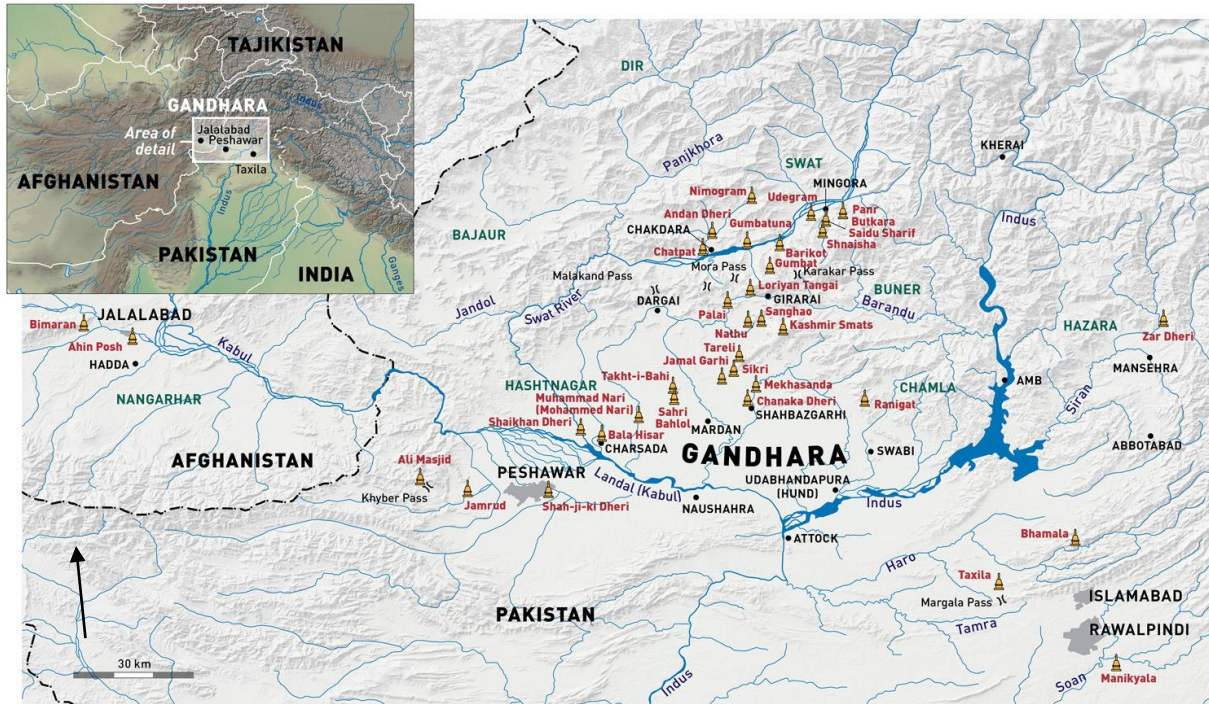 TAJIKISTAN
Indus
GANDHARA
Area of
detail
Jalalabad
Peshawar
Taxila
AFGHANISTAN
Indus
PAKISTAN
INDIA
Ganges
DIR
KHERAI
Panjkhora
SWAT
MINGORA
Nimogram
Udegram
Panr
Butkara
Saidu Sharif
Shnaisha
Andan Dheri
Gumbatuna
Indus
BAJAUR
CHAKDARA
Chatpat
Barikot
Gumbat
Malakand Pass
Mora Pass
Karakar Pass
Loriyan Tangai
BUNER
Jandol
Swat River
DARGAI
GIRARAI
Barandu
JALALABAD
Bimaran
Palai
Sanghao
Kashmir Smats
HAZARA
Zar Dheri
Ahin Posh
Kabul
Nathu
HADDA
Tareli
Jamal Garhi
Sikri
MANSEHRA
NANGARHAR
HASHTNAGAR
Takht-i-Bahi
Mekhasanda
CHAMLA
AMB
Siran
Muhammad Nari
(Mohammed Nari)
Sahri
Bahlol
Chanaka Dheri
SHAHBAZGARHI
Ranigat
Shaikhan Dheri
Bala Hisar
CHARSADA
MARDAN
ABBOTABAD
AFGHANISTAN
GANDHARA
SWABI
Ali Masjid
PESHAWAR
Khyber Pass
Landal (Kabul)
UDABHANDAPURA
(HUND)
Indus
Jamrud
Shah-ji-ki Dheri
NAUSHAHRA
ATTOCK
Bhamala
Haro
Taxila
PAKISTAN
Margala Pass
ISLAMABAD
Tamra
RAWALPINDI
30 km
Indus
Soan
Manikyala